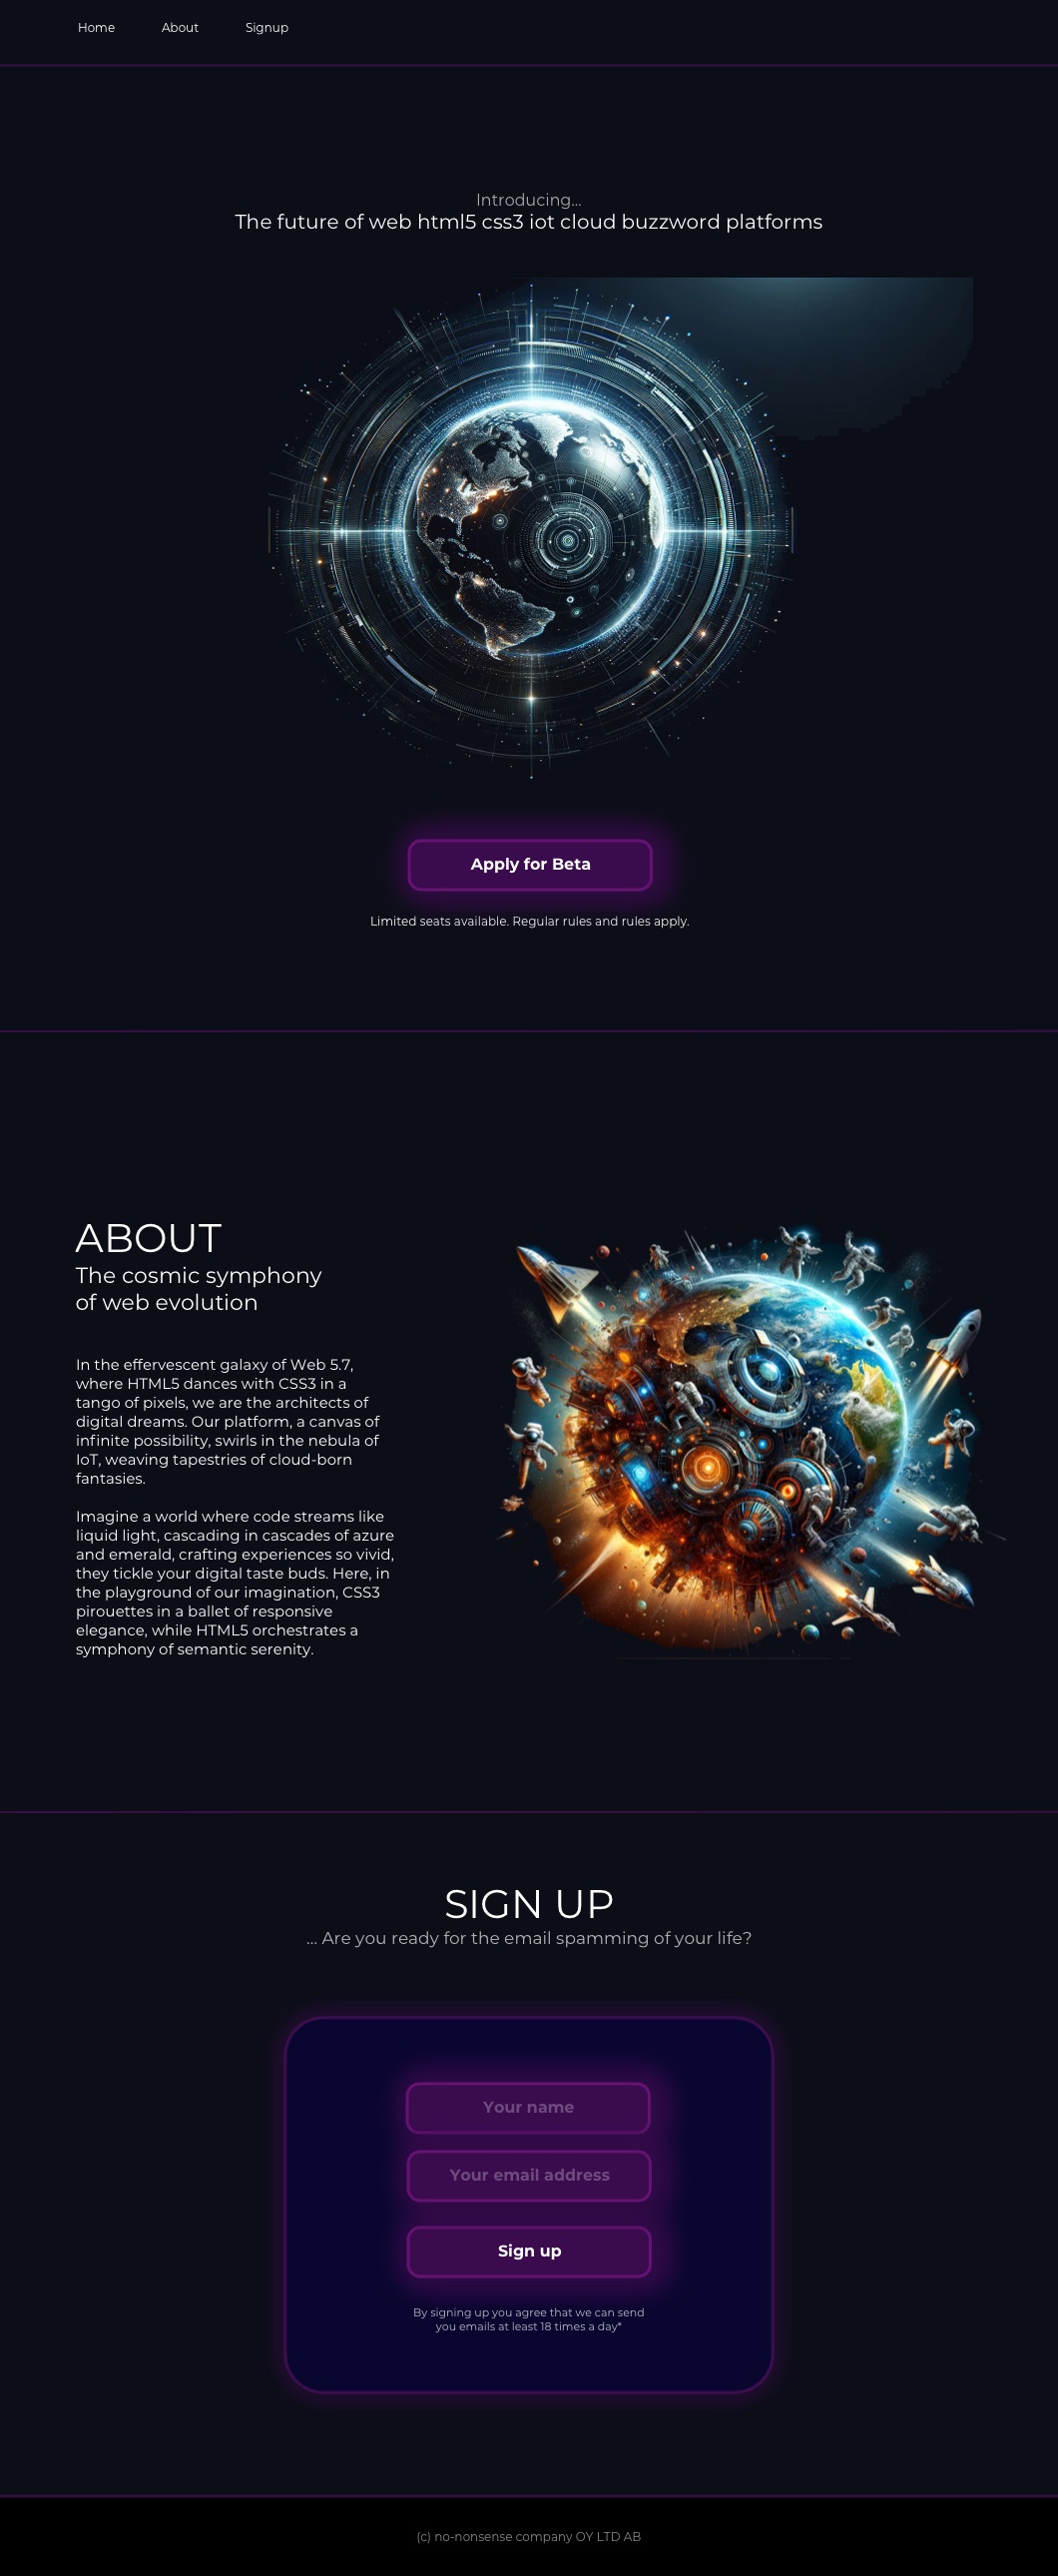 Home About Signup
Introducing...
The future of web html5 css3 iot cloud buzzword platforms
Apply for Beta
Limited seats available. Regular rules and rules apply.
ABOUT
The cosmic symphony
of web evolution
In the effervescent galaxy of Web 5.7,
where HTML5 dances with CSS3 in a
tango of pixels, we are the architects of
digital dreams. Our platform, a canvas of
infinite possibility, swirls in the nebula of
IoT, weaving tapestries of cloud-born
fantasies.
Imagine a world where code streams like
liquid light, cascading in cascades of azure
and emerald, crafting experiences so vivid,
they tickle your digital taste buds. Here, in
the playground of our imagination, CSS3
pirouettes in a ballet of responsive
elegance, while HTML5 orchestrates a
symphony of semantic serenity.
SIGN UP
... Are you ready for the email spamming of your life?
Your name
Your email address
Sign up
By signing up you agree that we can send
you emails at least 18 times a day*
(c) no-nonsense company OY LTD AB